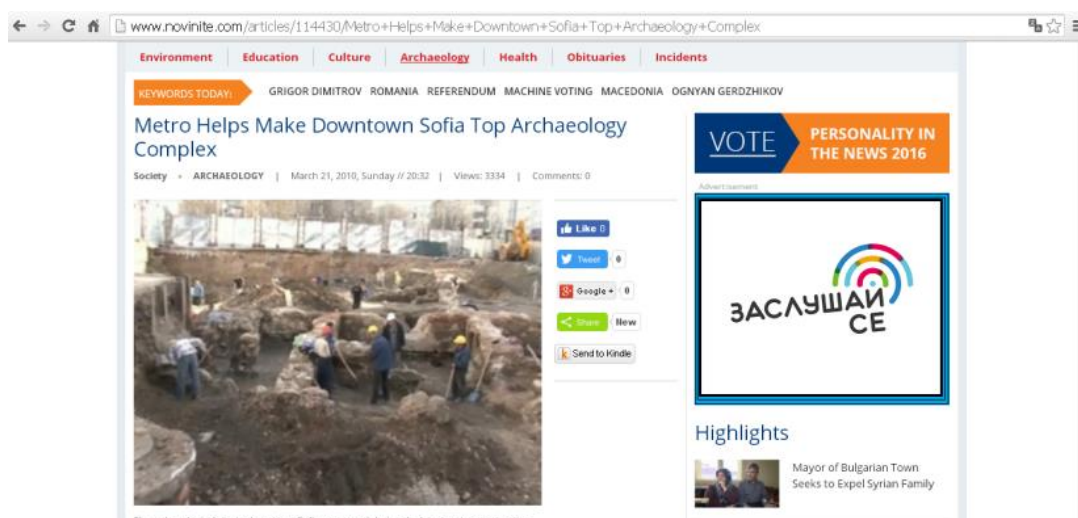 www.novinite.com/articles/114430/Metro+Helps+Make+Downtown+Sofia+Top+Archaeology+Complex
Environment Education Culture Archaeology Health Obituaries Incidents
KEYWORDS TODAY: GRIGOR DIMITROV ROMANIA REFERENDUM MACHINE VOTING MACEDONIA OGNYAN GERDZHIKOV
Metro Helps Make Downtown Sofia Top Archaeology
Complex
Society • ARCHAEOLOGY | March 21, 2010, Sunday // 20:32 | Views: 3334 | Comments: 0
Like 0
Tweet 0
Google + 0
Share New
Send to Kindle
VOTE PERSONALITY IN
THE NEWS 2016
Advertisement
ЗАСЛУШАЙ
СЕ
Highlights
Mayor of Bulgarian Town
Seeks to Expel Syrian Family